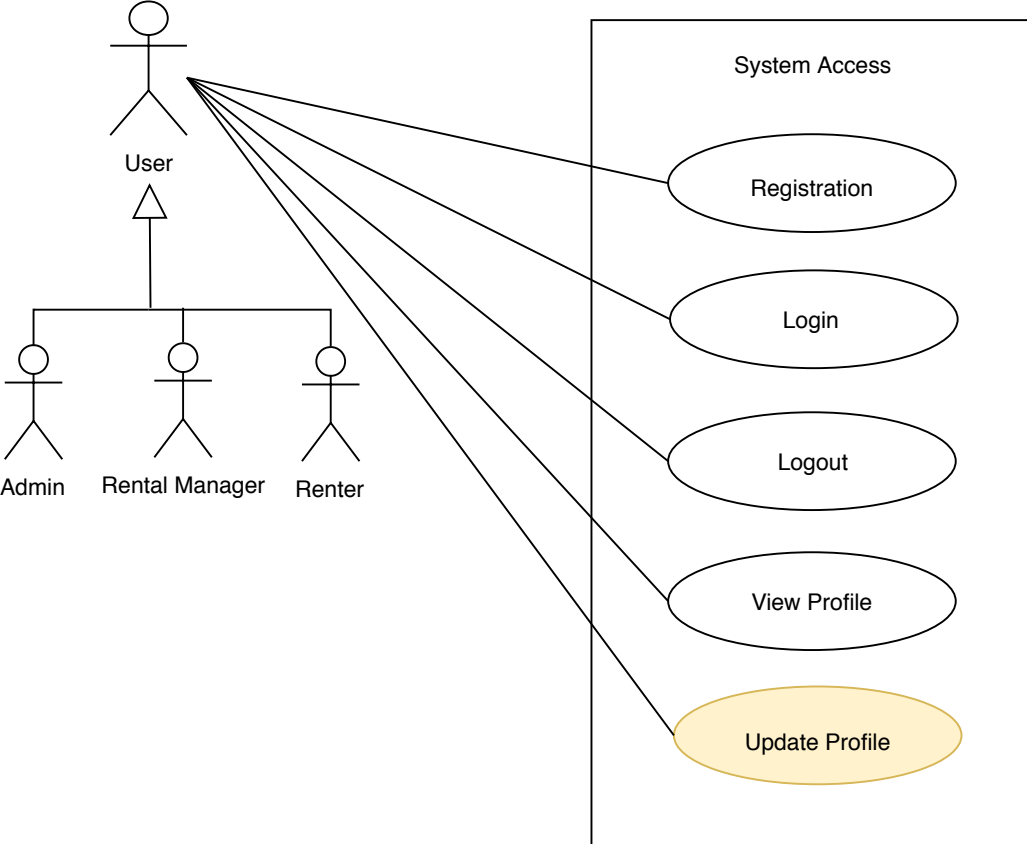 System Access
User
Registration
Login
Logout
View Profile
Update Profile
Admin
Rental Manager
Renter